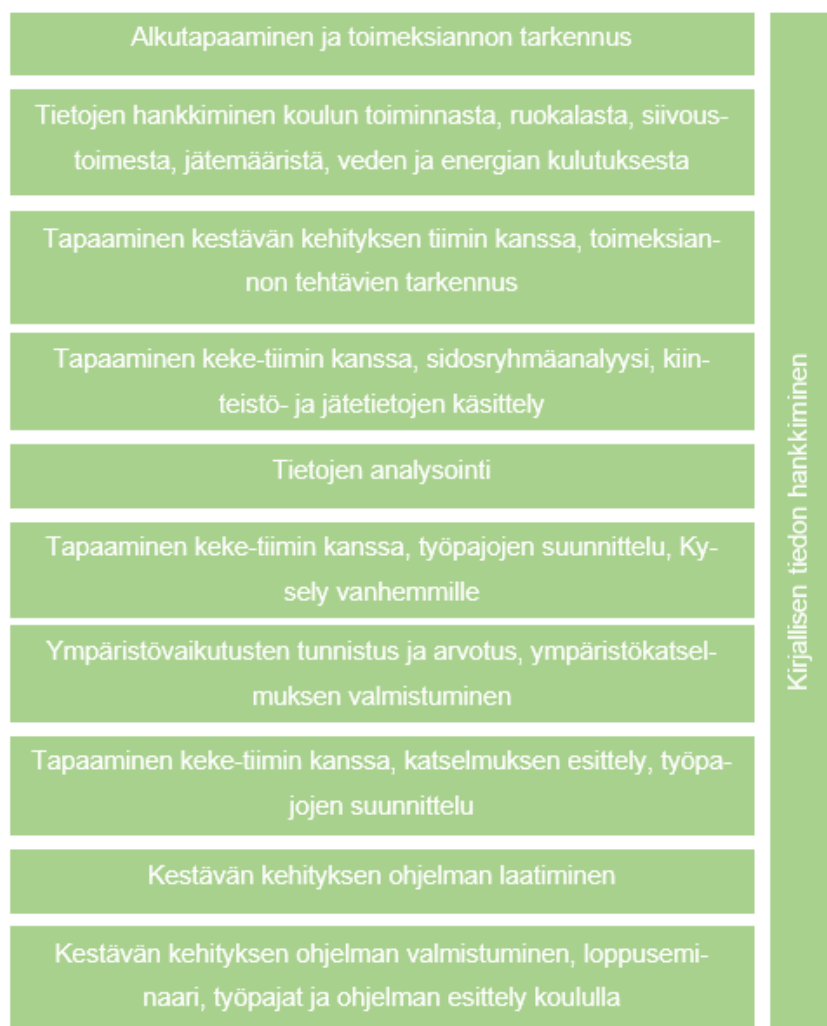 Alkutapaaminen ja toimeksiannon tarkennus
Tietojen hankkiminen koulun toiminnasta, ruokalasta, siivous-
toimesta, jätemääristä, veden ja energian kulutuksesta
Tapaaminen kestävän kehityksen tiimin kanssa, toimeksian-
non tehtävien tarkennus
Tapaaminen keke-tiimin kanssa, sidosryhmäanalyysi, kiin-
teistö- ja jätetietojen käsittely
Tietojen analysointi
Tapaaminen keke-tiimin kanssa, työpajojen suunnittelu, Ky-
sely vanhemmille
Ympäristövaikutusten tunnistus ja arvotus, ympäristökatsel-
muksen valmistuminen
Tapaaminen keke-tiimin kanssa, katselmuksen esittely, työpa-
jojen suunnittelu
Kestävän kehityksen ohjelman laatiminen
Kestävän kehityksen ohjelman valmistuminen, loppusemi-
naari, työpajat ja ohjelman esittely koululla
Kirjallisen tiedon hankkiminen